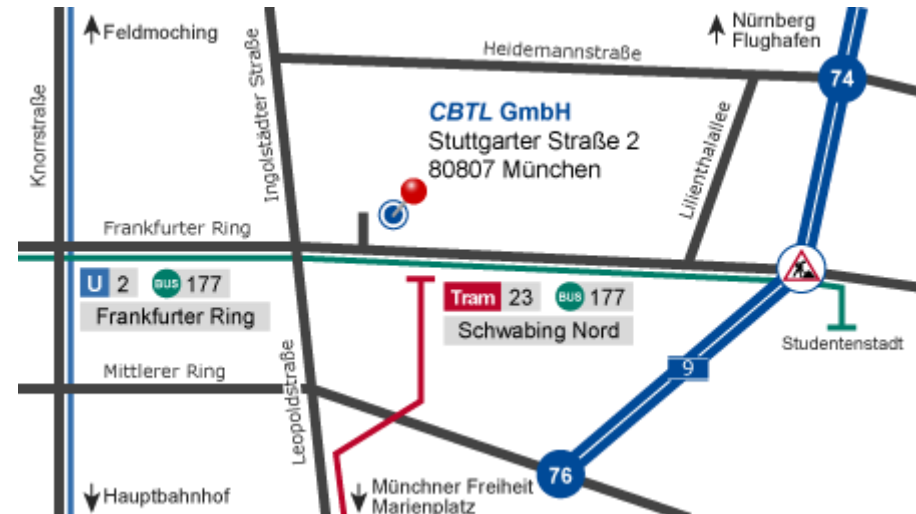 Feldmoching
Nürnberg
Flughafen
Ingolstädter Straße
Heidemannstraße
74
Knorrstraße
CBTL GmbH
Stuttgarter Straße 2
80807 München
Lilienthalallee
Frankfurter Ring
U 2 BUS 177
Frankfurter Ring
Tram 23 BUS 177
Schwabing Nord
Studentenstadt
Leopoldstraße
Mittlerer Ring
9
76
Hauptbahnhof
Münchner Freiheit
Marienplatz